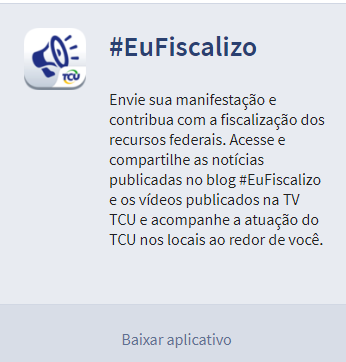 #EuFiscalizo
TCU
Envie sua manifestação e
contribua com a fiscalização dos
recursos federais. Acesse e
compartilhe as notícias
publicadas no blog #EuFiscalizo
e os vídeos publicados na TV
TCU e acompanhe a atuação do
TCU nos locais ao redor de você.
Baixar aplicativo